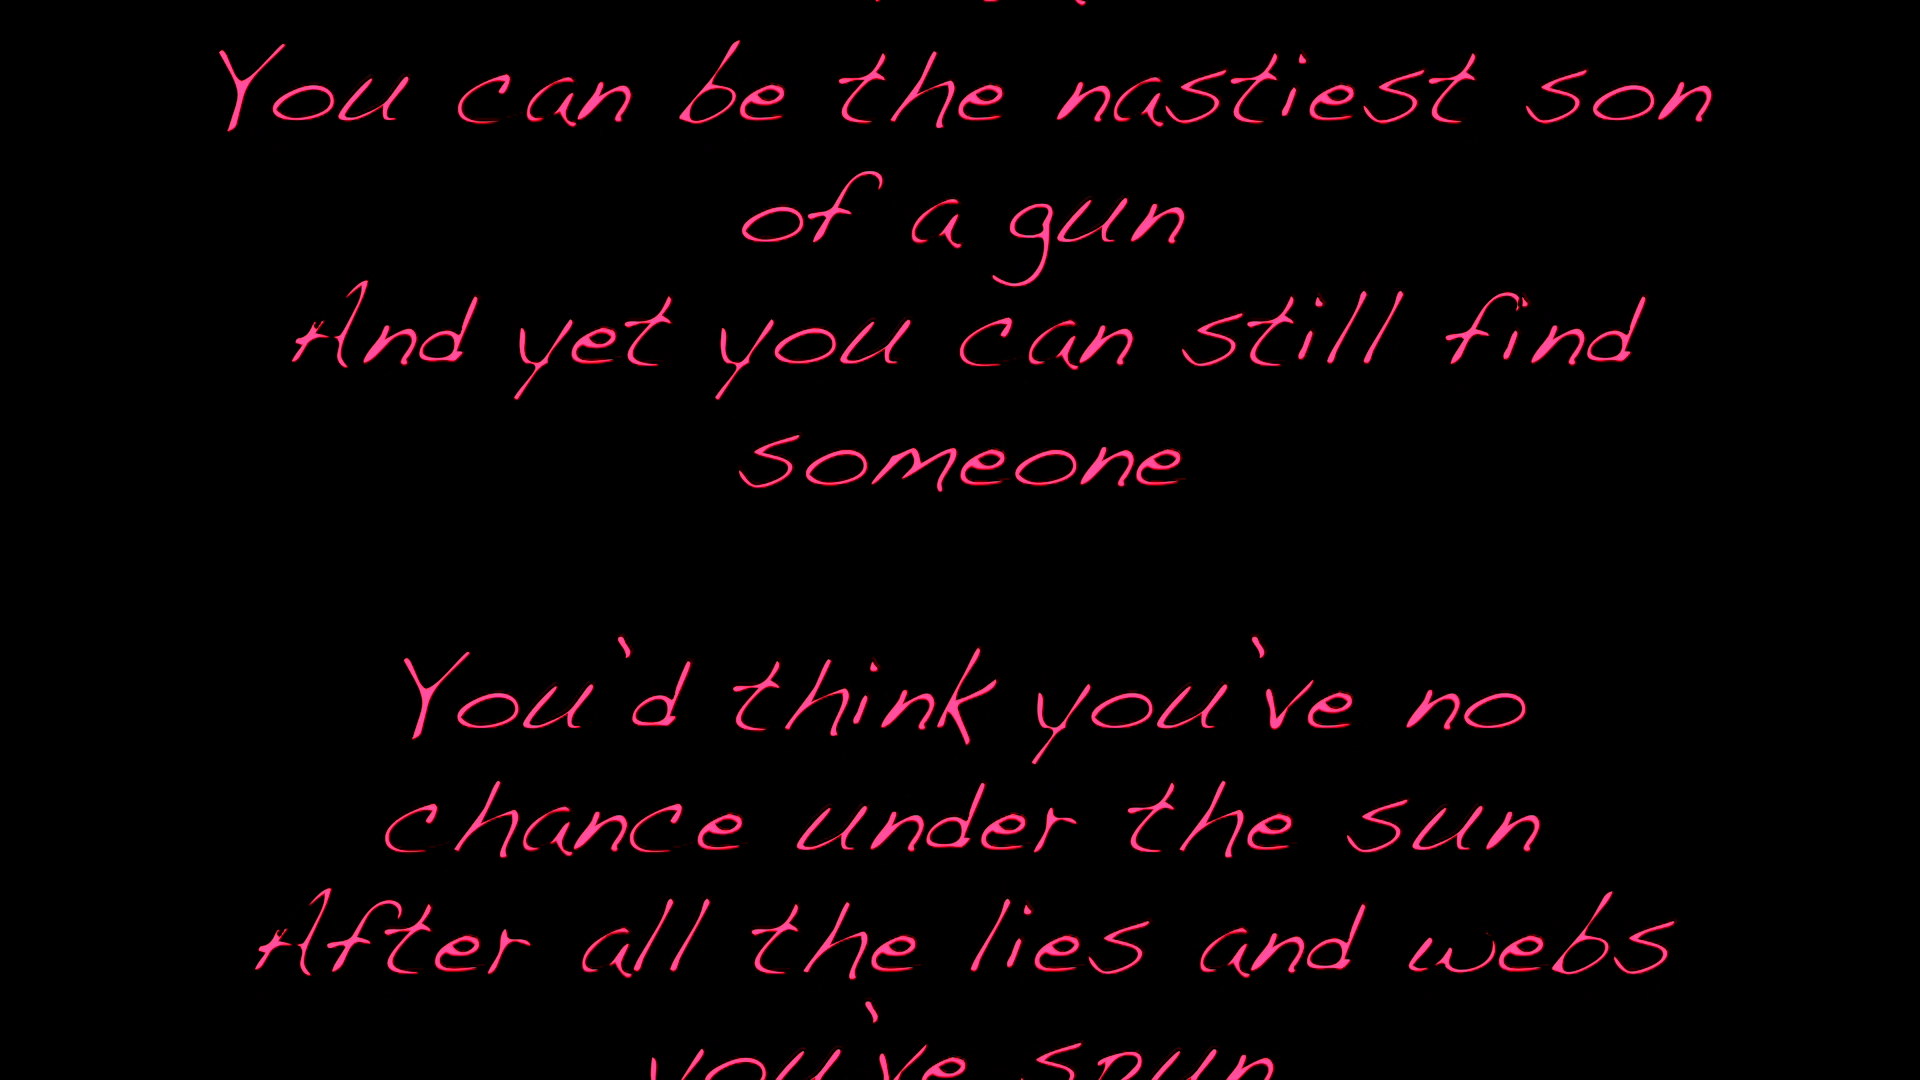 You can be the nastiest son
of a gun
And yet you can still find
someone
You`d think you`ve no
chance under the sun
After all the lies and webs
you`ve spun